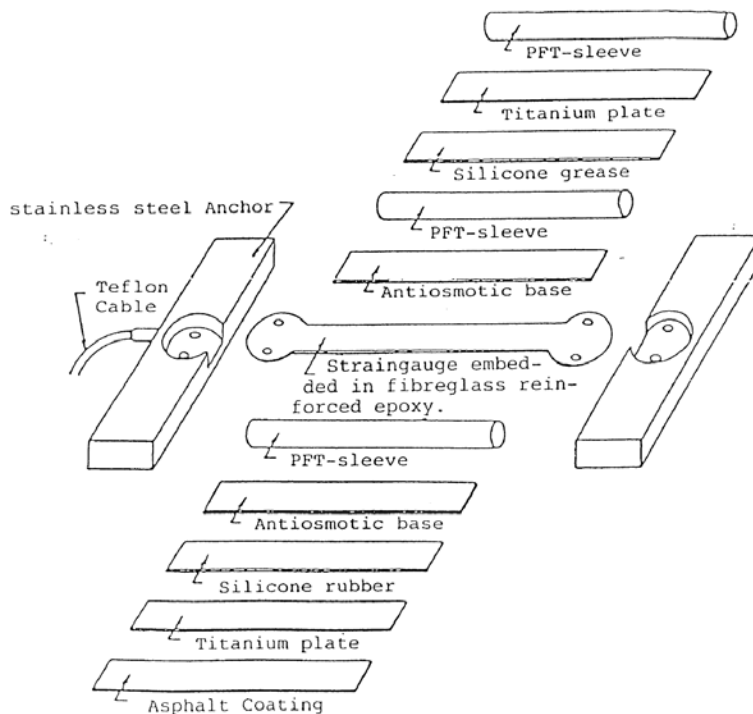 PFT-sleeve
Titanium plate
Silicone grease
stainless steel Anchor
PFT-sleeve
Antiosmotic base
Teflon
Cable
Straingauge embed-
ded in fibreglass rein-
forced epoxy.
PFT-sleeve
Antiosmotic base
Silicone rubber
Titanium plate
Asphalt Coating